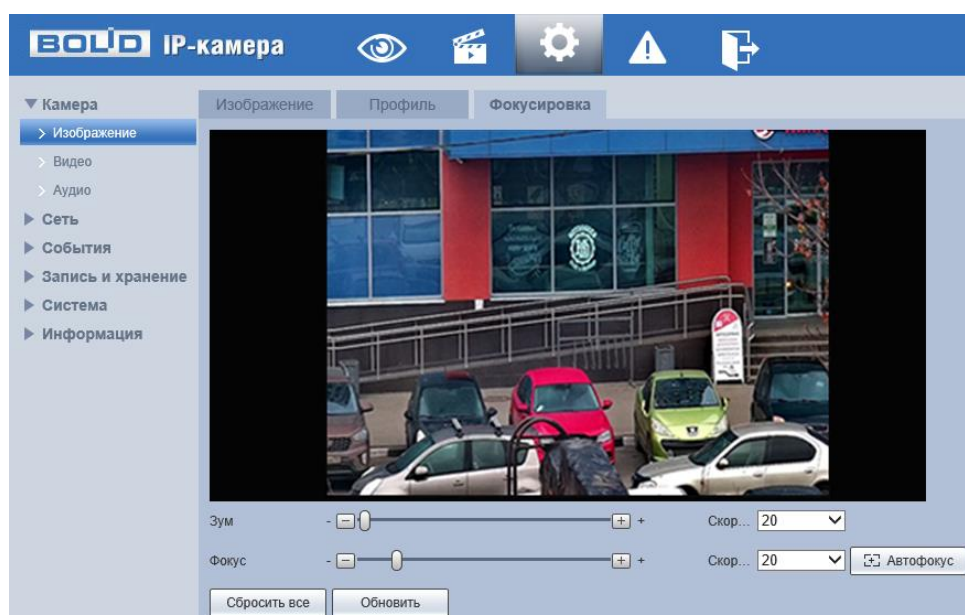 BOLID IP-камера
Камера
Изображение
Видео
Аудио
Сеть
События
Запись и хранение
Система
Информация
Изображение Профиль Фокусировка
Зум - + Скор... 20
Фокус - + Скор... 20 Автофокус
Сбросить все Обновить